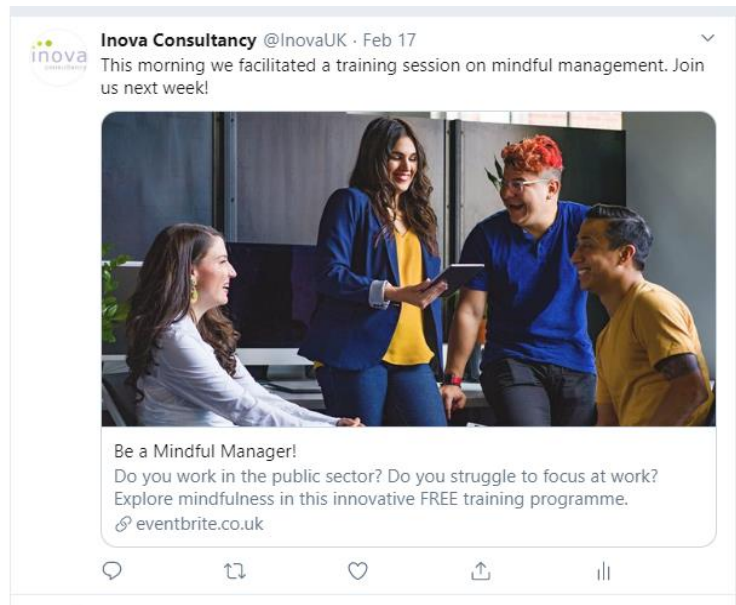 inova
consultancy
Inova Consultancy @InovaUK · Feb 17
This morning we facilitated a training session on mindful management. Join
us next week!
Be a Mindful Manager!
Do you work in the public sector? Do you struggle to focus at work?
Explore mindfulness in this innovative FREE training programme.
eventbrite.co.uk